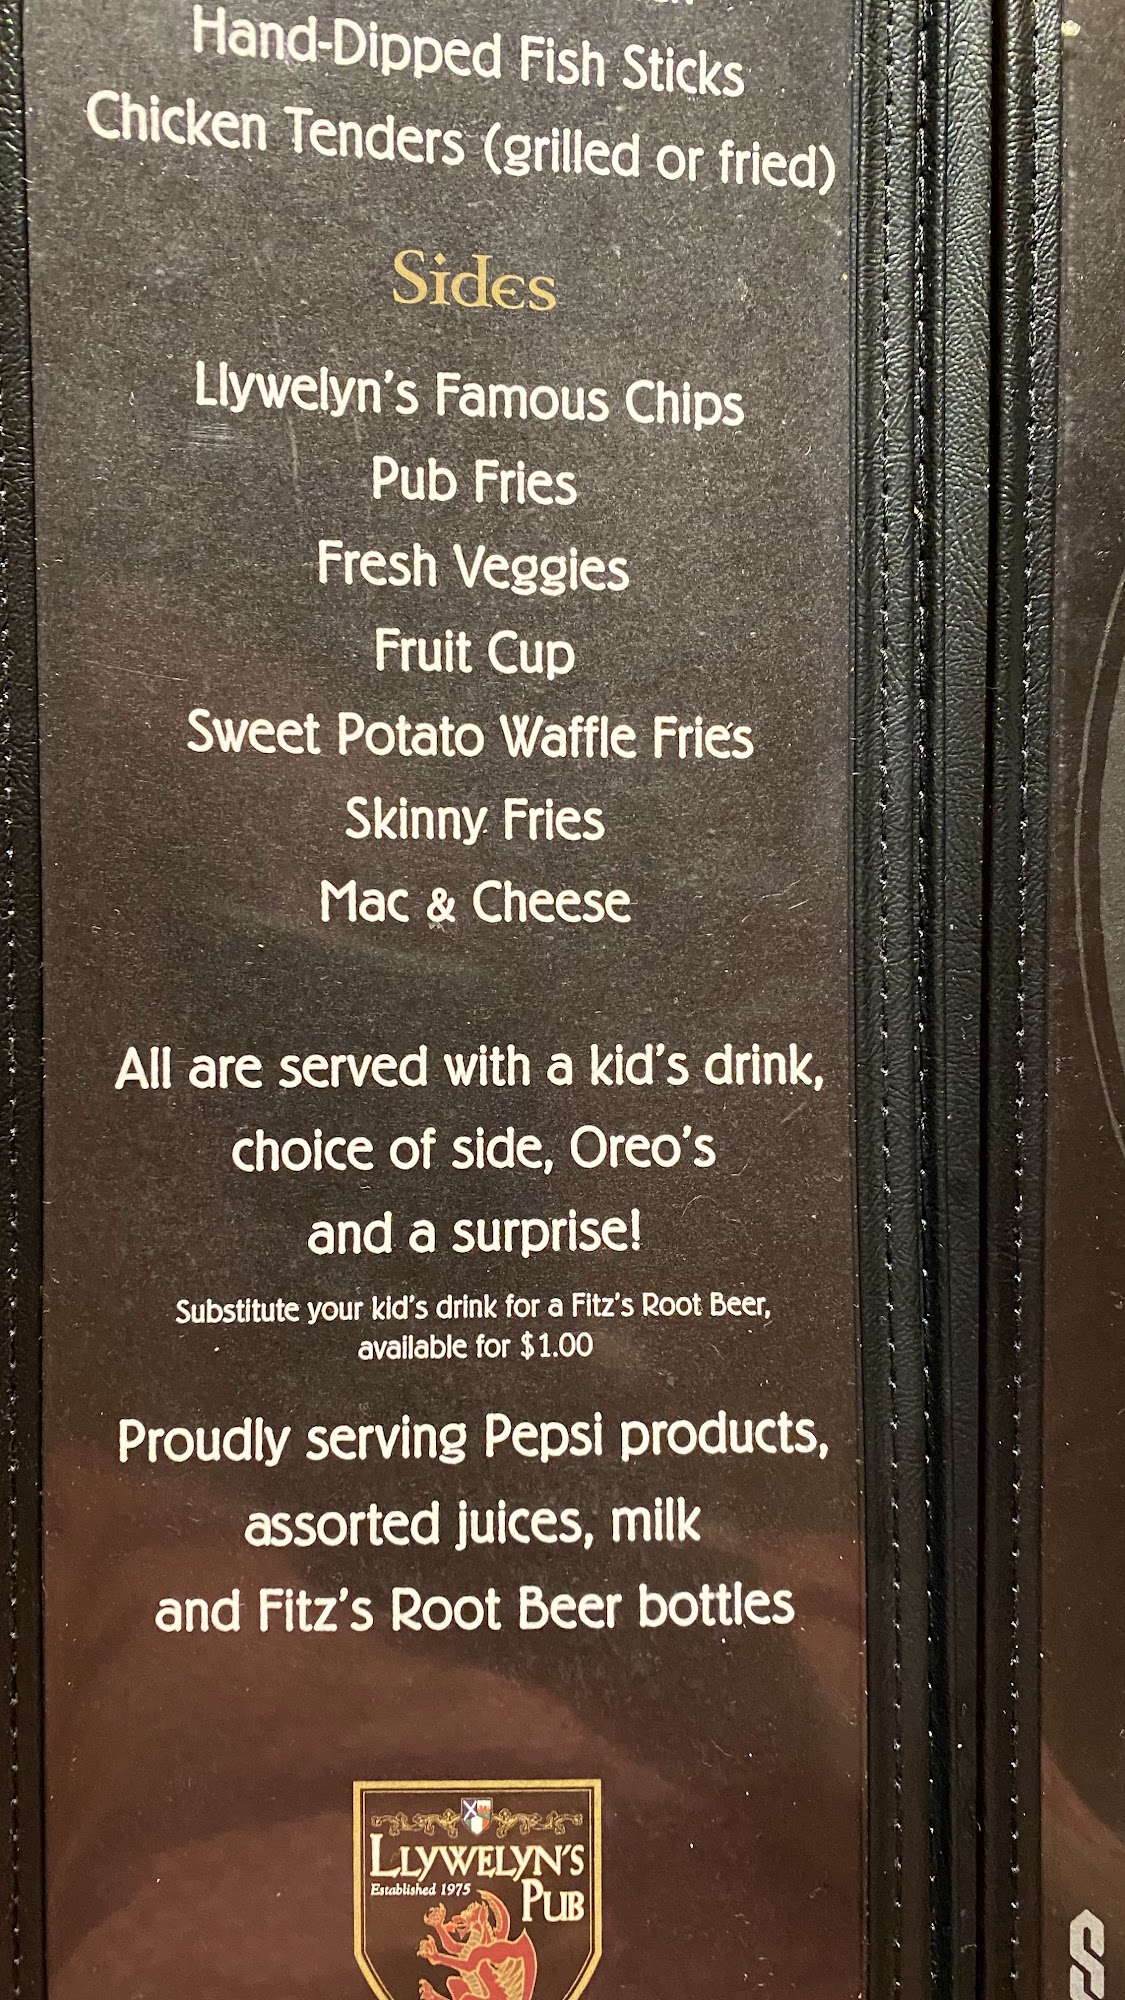 Hand-Dipped Fish Sticks
Chicken Tenders (grilled or fried)
Sides
Llywelyn's Famous Chips
Pub Fries
Fresh Veggies
Fruit Cup
Sweet Potato Waffle Fries
Skinny Fries
Mac & Cheese
All are served with a kid's drink,
choice of side, Oreo's
and a surprise!
Substitute your kid's drink for a Fitz's Root Beer,
available for $1.00
Proudly serving Pepsi products,
assorted juices, milk
and Fitz's Root Beer bottles
Llywelyn's
Established 1975
Pub